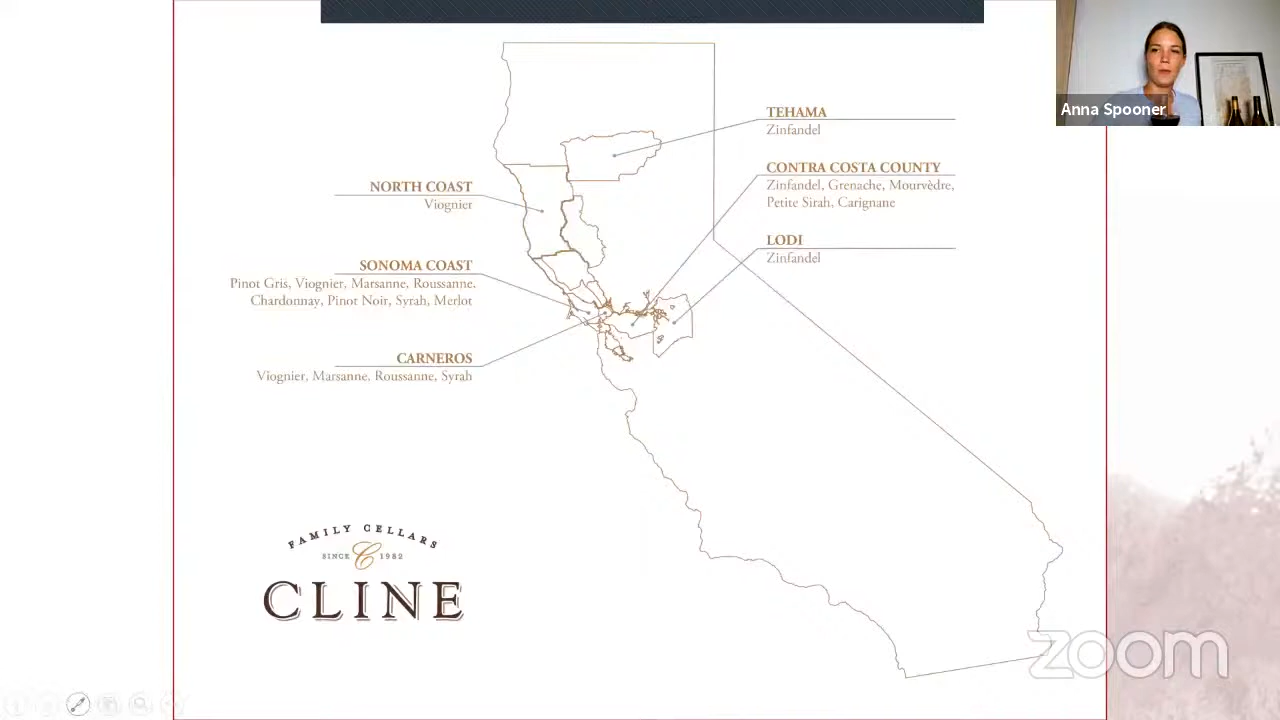 Anna Spooner
TEHAMA
Zinfandel
CONTRA COSTA COUNTY
Zinfandel, Grenache, Mourvèdre,
Petite Sirah, Carignane
LODI
Zinfandel
NORTH COAST
Viognier
SONOMA COAST
Pinot Gris, Viognier, Marsanne, Roussanne,
Chardonnay, Pinot Noir, Syrah, Merlot
CARNEROS
Viognier, Marsanne, Roussanne, Syrah
FAMILY CELLARS
SINCE C 1982
CLINE
zoom